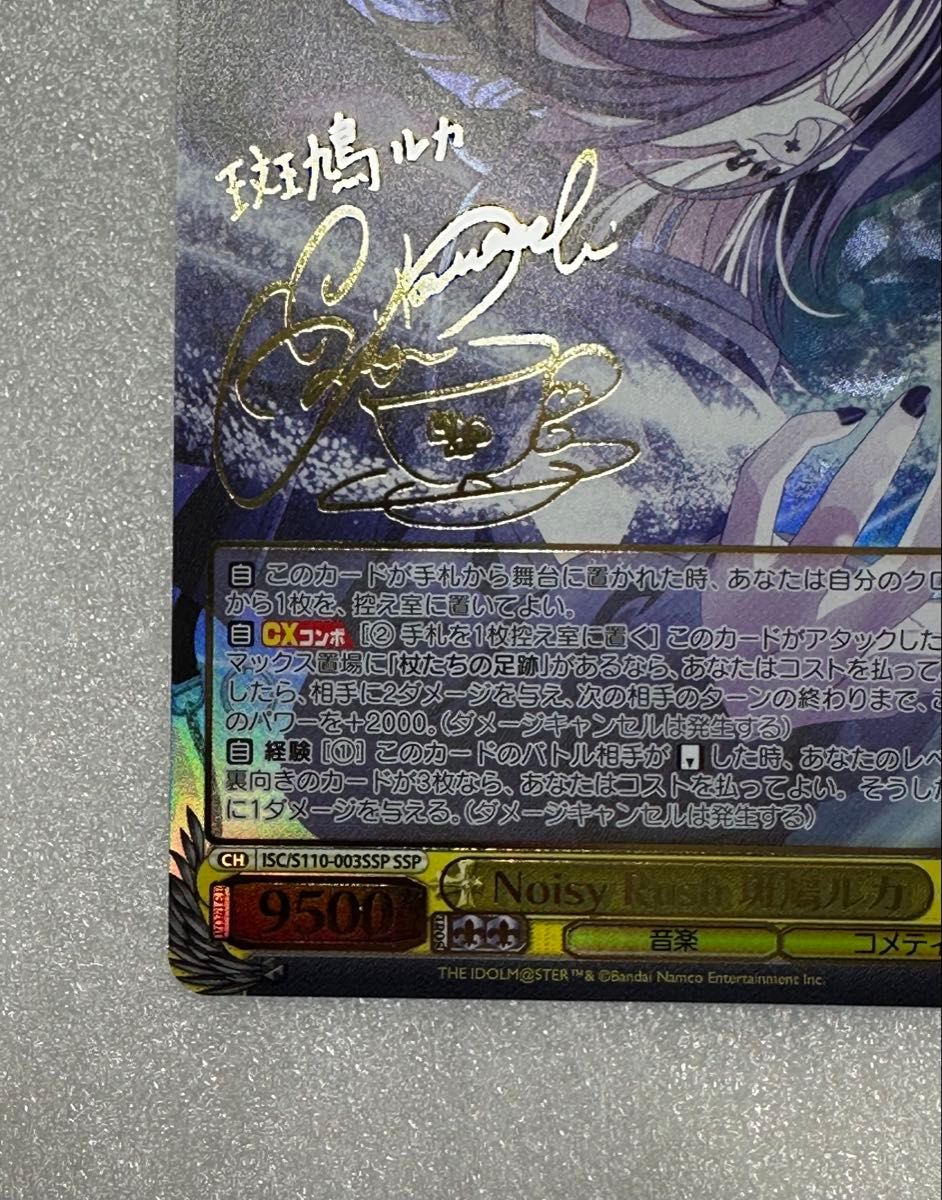 斑鳩ルカ
自 このカードが手札から舞台に置かれた時、あなたは自分のクロ
から1枚を、控え室に置いてよい。
自 CXコンボ [② 手札を1枚控え室に置く] このカードがアタックした
マックス置場に「杖たちの足跡」があるなら、あなたはコストを払って
したら、相手に2ダメージを与え、次の相手のターンの終わりまで、こ
のパワーを+2000。(ダメージキャンセルは発生する)
自 経験 [①] このカードのバトル相手が した時、あなたのレベ
裏向きのカードが3枚なら、あなたはコストを払ってよい。そうした
に1ダメージを与える。(ダメージキャンセルは発生する)
CH ISC/S110-003SSP SSP
9500 Noisy 斑鳩ルカ
音楽 コメティ
THE IDOLM@STER™& ©Bandai Namco Entertainment Inc.